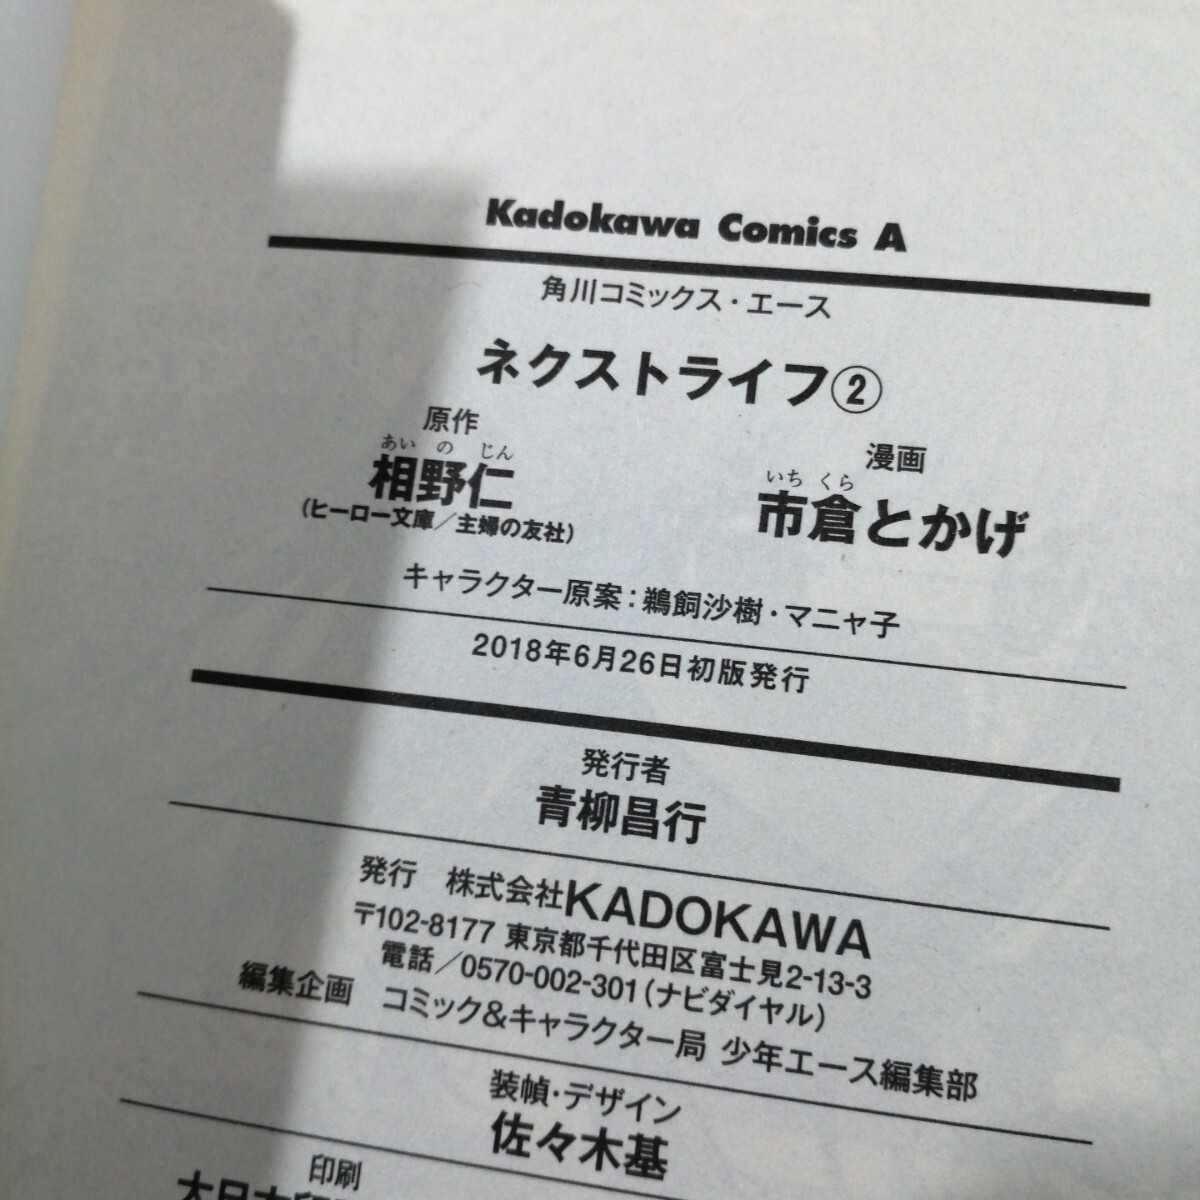 Kadokawa Comics A
角川コミックス・エース
ネクストライフ②
原作
あいのじん
相野仁
(ヒーロー文庫/主婦の友社)
漫画
いちくら
市倉とかげ
キャラクター原案:鵜飼沙樹・マニャ子
2018年6月26日初版発行
発行者
青柳昌行
発行 株式会社KADOKAWA
〒102-8177 東京都千代田区富士見2-13-3
電話/0570-002-301(ナビダイヤル)
編集企画 コミック&キャラクター局 少年エース編集部
装幀・デザイン
佐々木基
印刷